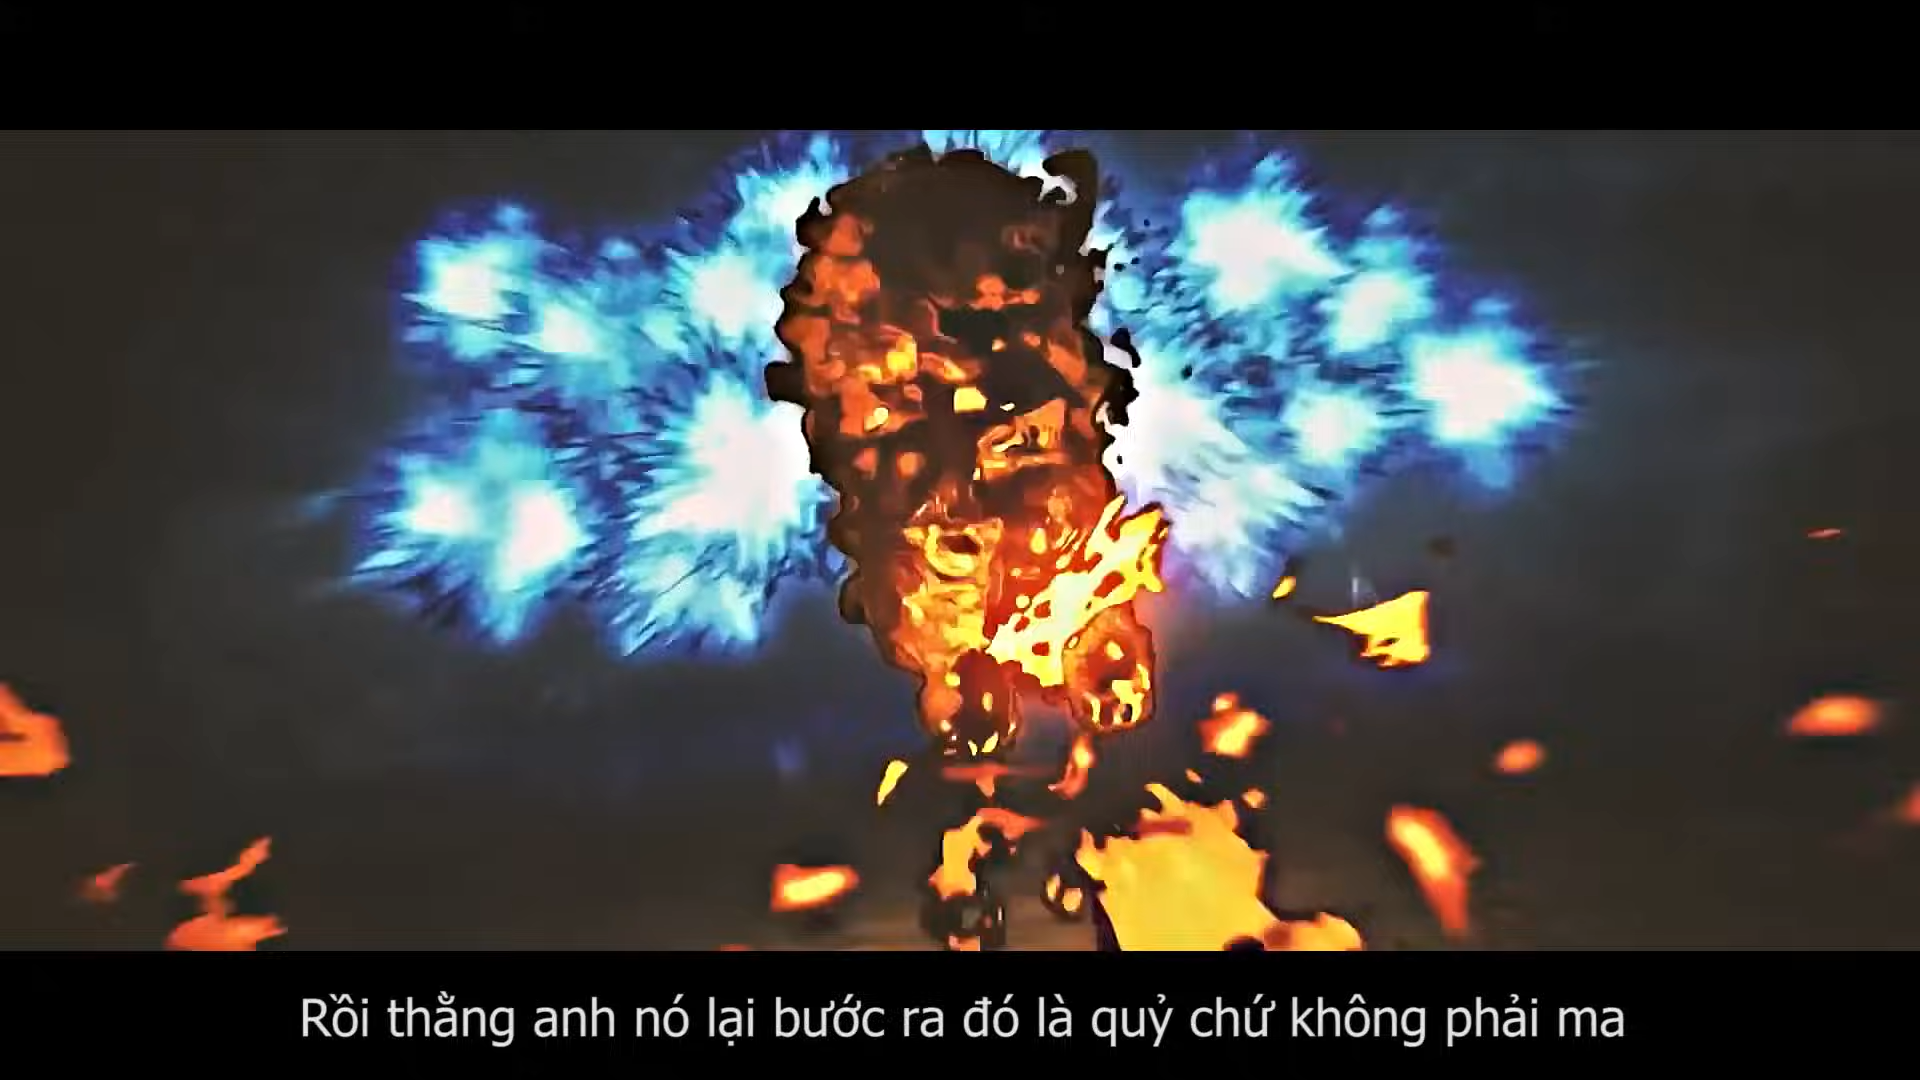 Rồi thằng anh nó lại bước ra đó là quỷ chứ không phải ma